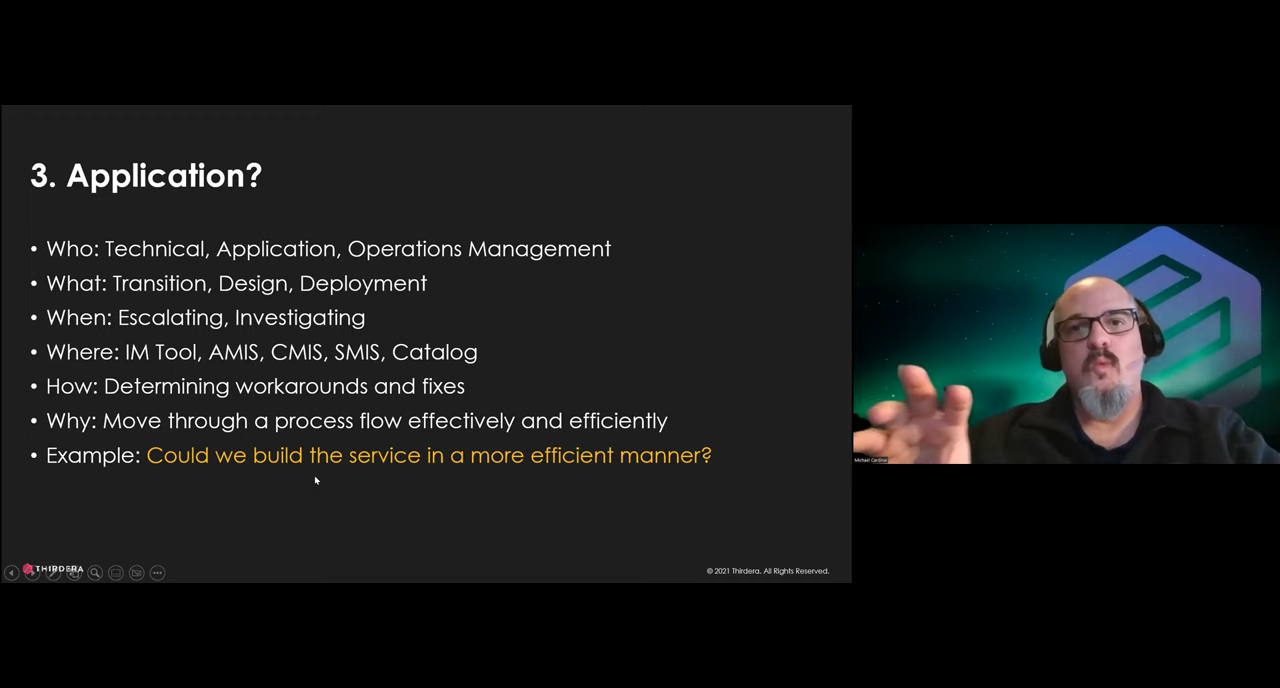 3. Application?
• Who: Technical, Application, Operations Management
• What: Transition, Design, Deployment
• When: Escalating, Investigating
• Where: IM Tool, AMIS, CMIS, SMIS, Catalog
• How: Determining workarounds and fixes
• Why: Move through a process flow effectively and efficiently
• Example: Could we build the service in a more efficient manner?
THIRDERA
© 2021 Thirdera. All Rights Reserved.
Michael Cardinal